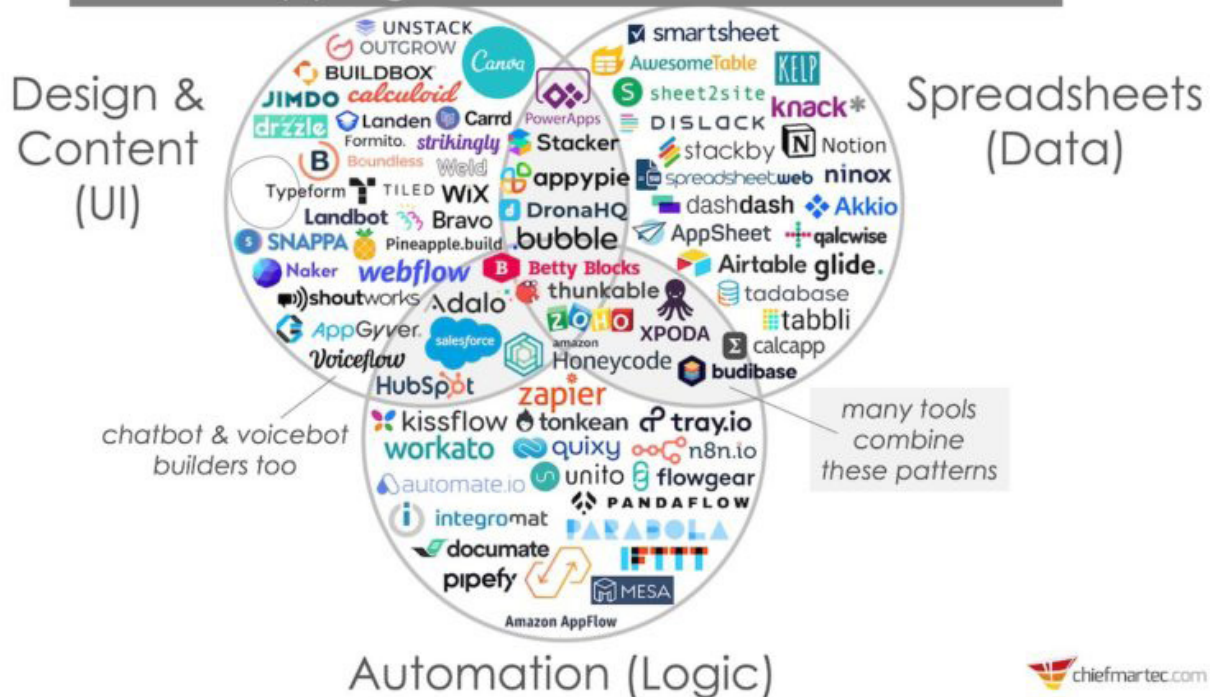 Design &
Content
(UI)
Spreadsheets
(Data)
UNSTACK
OUTGROW
Canva
BUILDBOX
JIMDO calculoid
drzzle Landen Carrd
Formito. strikingly
B Boundless Weld
Typeform TILED WiX
Landbot Bravo
S SNAPPA Pineapple.build
Naker webflow
shoutworks Adalo
AppGyver. salesforce
Voiceflow
HubSpot
PowerApps
Stacker
appypie
d DronaHQ
.bubble
B Betty Blocks
thunkable
ZOHO XPODA
amazon
Honeycode
smartsheet
AwesomeTable KELP
S sheet2site
knack*
DISLACK
stackby N Notion
spreadsheetweb ninox
dashdash Akkio
AppSheet qalcwise
Airtable glide.
tadabase
tabbli
Σ calcapp
budibase
zapier
kissflow tonkean tray.io
workato quixy n8n.io
automate.io unito flowgear
PANDAFLOW
i integromat PARABOLA
documate IFTTT
pipefy MESA
Amazon AppFlow
chatbot & voicebot
builders too
many tools
combine
these patterns
Automation (Logic)
chiefmartec.com